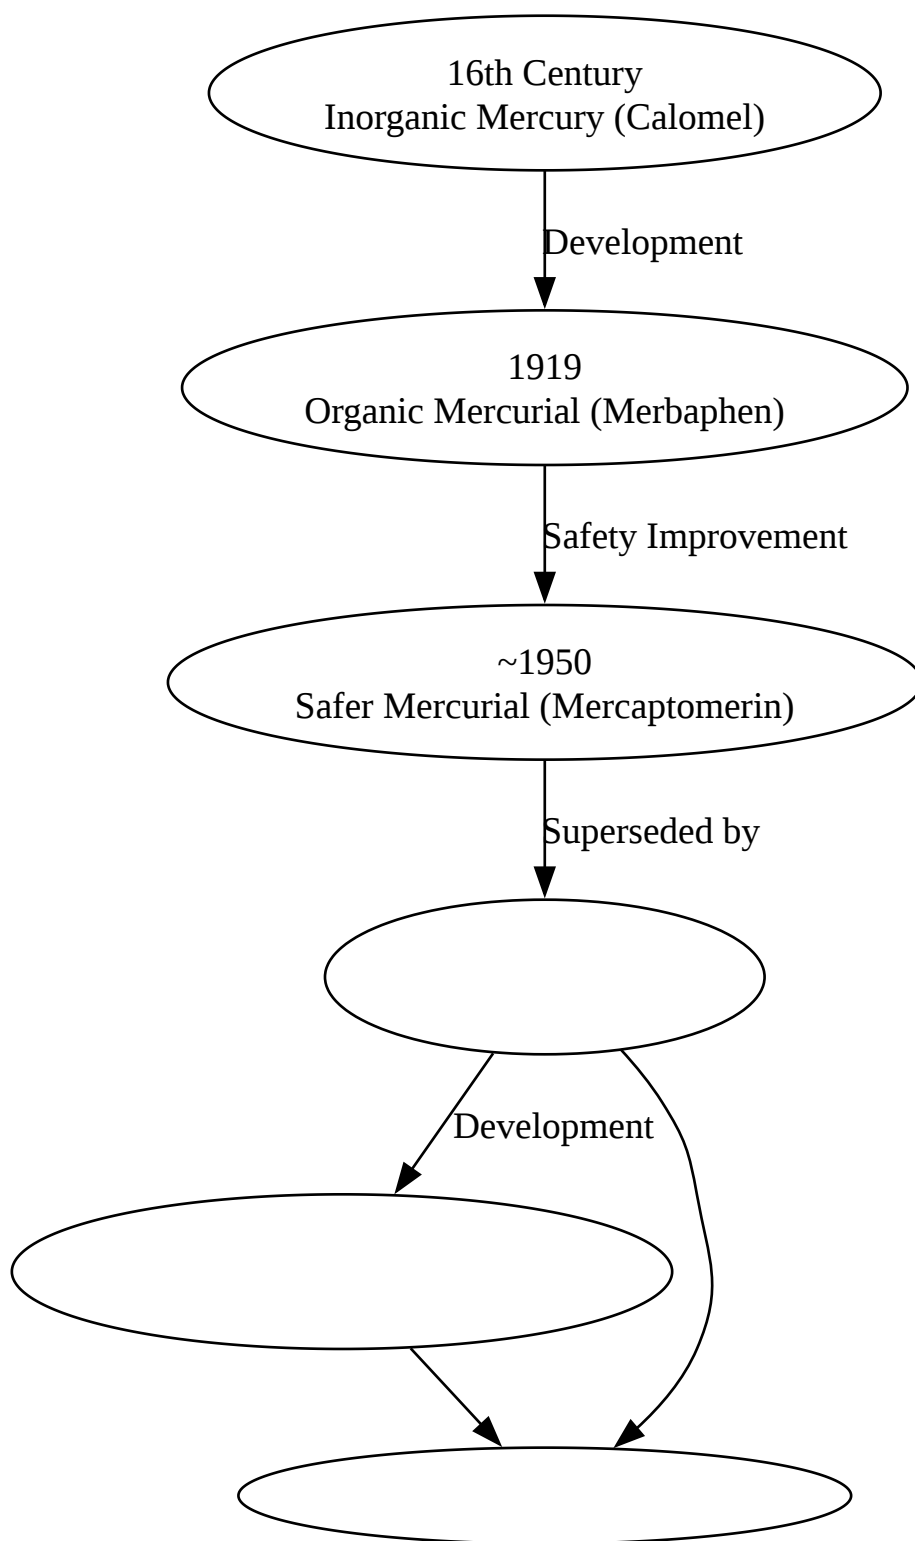 16th Century
Inorganic Mercury (Calomel)
Development
1919
Organic Mercurial (Merbaphen)
Safety Improvement
~1950
Safer Mercurial (Mercaptomerin)
Superseded by
Development